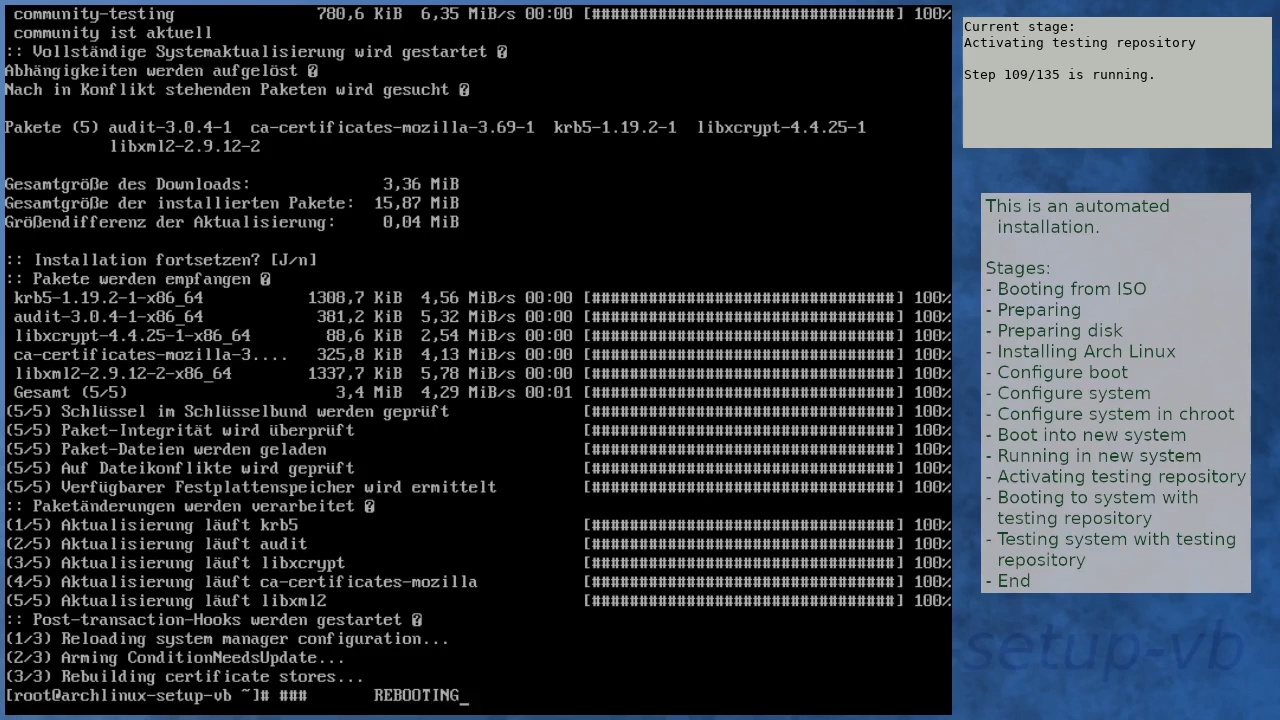 community-testing 780,6 KiB 6,35 MiB/s 00:00 [################################] 100%
community ist aktuell
:: Vollständige Systemaktualisierung wird gestartet �
Abhängigkeiten werden aufgelöst �
Nach in Konflikt stehenden Paketen wird gesucht �
Pakete (5) audit-3.0.4-1 ca-certificates-mozilla-3.69-1 krb5-1.19.2-1 libxcrypt-4.4.25-1
libxml2-2.9.12-2
Gesamtgröße des Downloads: 3,36 MiB
Gesamtgröße der installierten Pakete: 15,87 MiB
Größendifferenz der Aktualisierung: 0,04 MiB
:: Installation fortsetzen? [J/n]
:: Pakete werden empfangen �
krb5-1.19.2-1-x86_64 1308,7 KiB 4,56 MiB/s 00:00 [################################] 100%
audit-3.0.4-1-x86_64 381,2 KiB 5,32 MiB/s 00:00 [################################] 100%
libxcrypt-4.4.25-1-x86_64 88,6 KiB 2,54 MiB/s 00:00 [################################] 100%
ca-certificates-mozilla-3.... 325,8 KiB 4,13 MiB/s 00:00 [################################] 100%
libxml2-2.9.12-2-x86_64 1337,7 KiB 5,78 MiB/s 00:00 [################################] 100%
Gesamt (5/5) 3,4 MiB 4,29 MiB/s 00:01 [################################] 100%
(5/5) Schlüssel im Schlüsselbund werden geprüft [################################] 100%
(5/5) Paket-Integrität wird überprüft [################################] 100%
(5/5) Paket-Dateien werden geladen [################################] 100%
(5/5) Auf Dateikonflikte wird geprüft [################################] 100%
(5/5) Verfügbarer Festplattenspeicher wird ermittelt [################################] 100%
:: Paketänderungen werden verarbeitet �
(1/5) Aktualisierung läuft krb5 [################################] 100%
(2/5) Aktualisierung läuft audit [################################] 100%
(3/5) Aktualisierung läuft libxcrypt [################################] 100%
(4/5) Aktualisierung läuft ca-certificates-mozilla [################################] 100%
(5/5) Aktualisierung läuft libxml2 [################################] 100%
:: Post-transaction-Hooks werden gestartet �
(1/3) Reloading system manager configuration...
(2/3) Arming ConditionNeedsUpdate...
(3/3) Rebuilding certificate stores...
[root@archlinux-setup-vb ~]# ### REBOOTING_
Current stage:
Activating testing repository
Step 109/135 is running.
This is an automated
installation.
Stages:
- Booting from ISO
- Preparing
- Preparing disk
- Installing Arch Linux
- Configure boot
- Configure system
- Configure system in chroot
- Boot into new system
- Running in new system
- Activating testing repository
- Booting to system with
testing repository
- Testing system with testing
repository
- End
-setup-vb